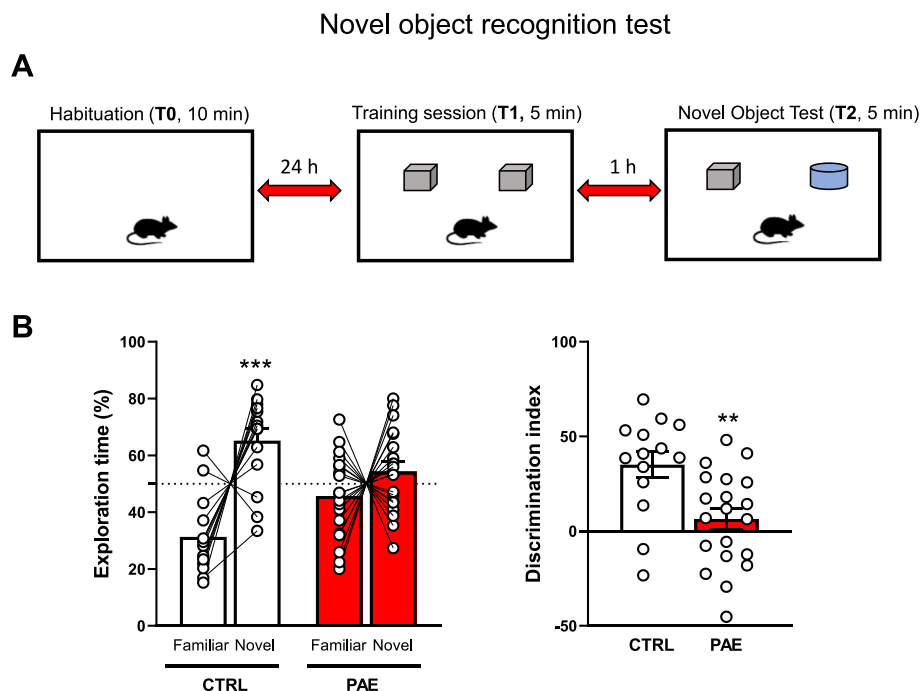 Novel object recognition test
A
Habituation (T0, 10 min)
Training session (T1, 5 min)
Novel Object Test (T2, 5 min)
24 h
1 h
B
Exploration time (%)
100
80
60
40
20
0
***
Familiar Novel
Familiar Novel
CTRL
PAE
Discrimination index
100
50
0
-50
**
CTRL
PAE